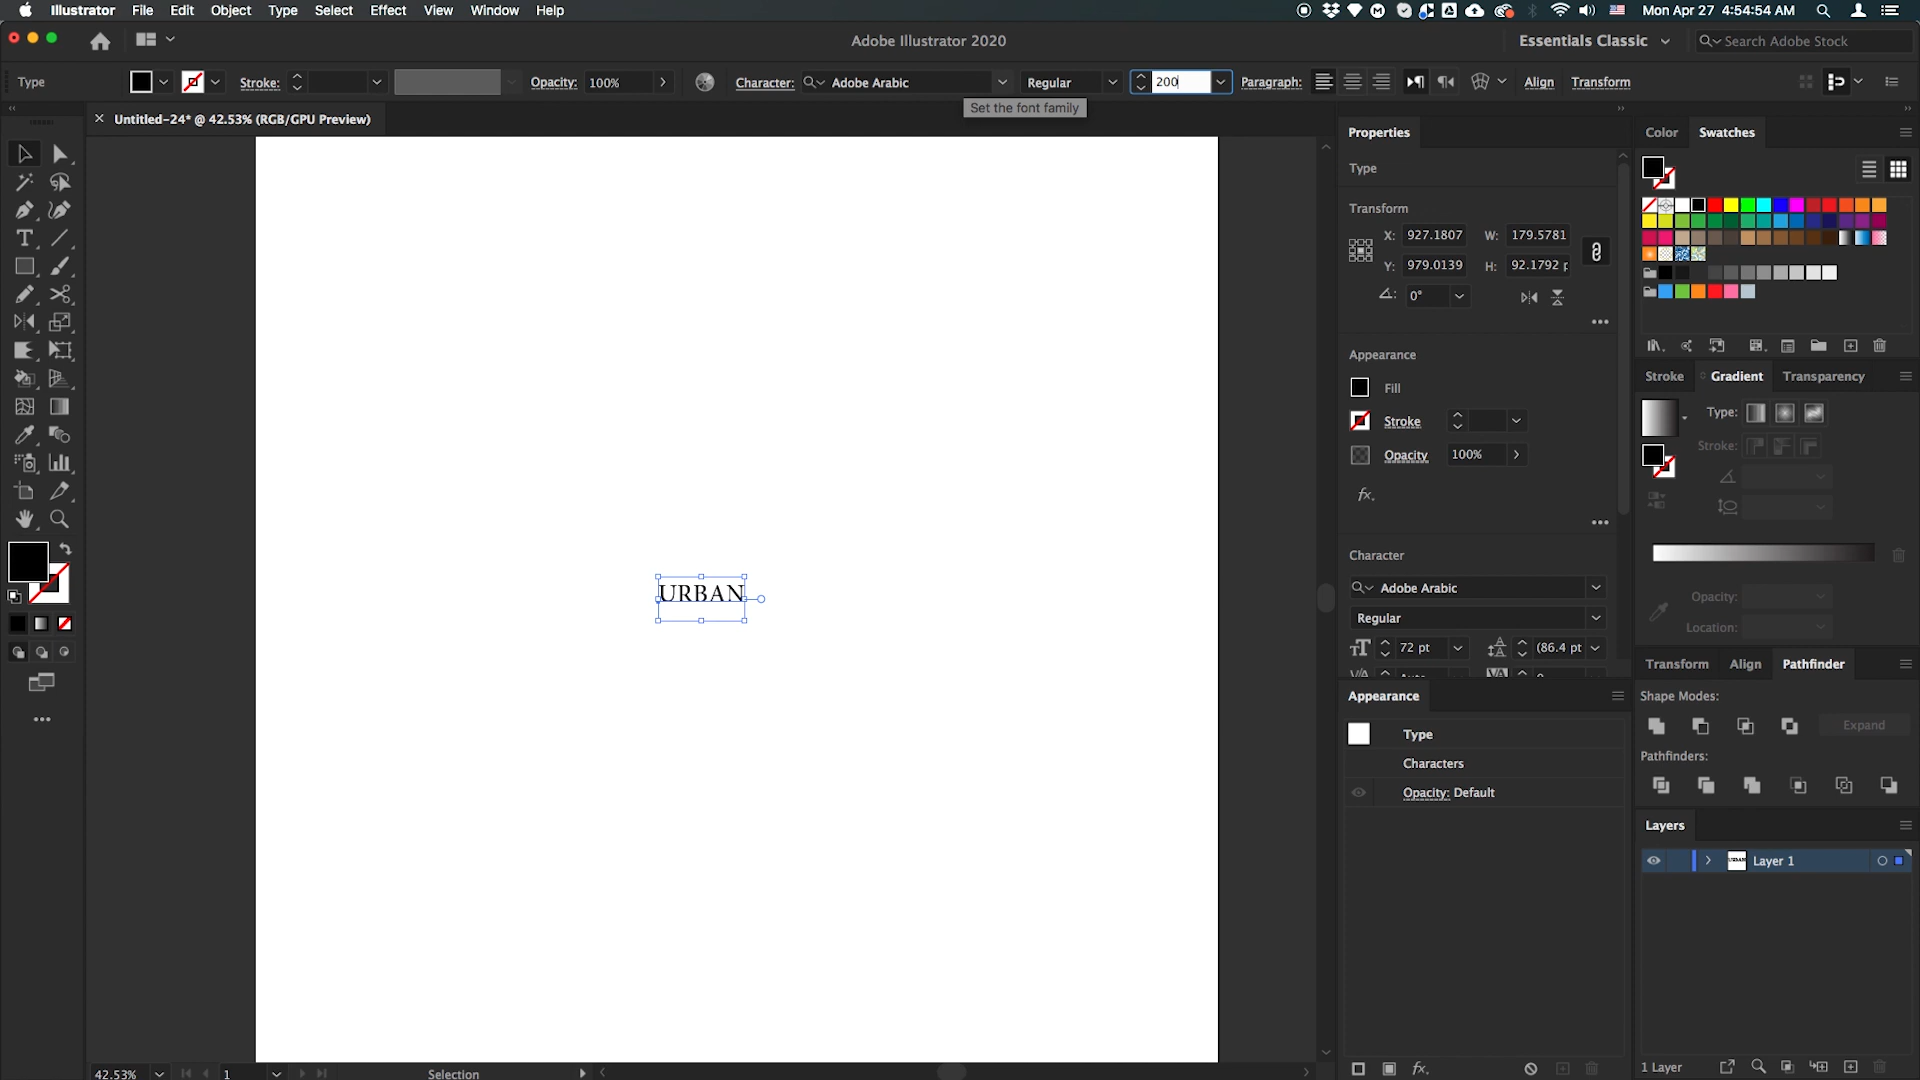 Illustrator File Edit Object Type Select Effect View Window Help
Mon Apr 27 4:54:54 AM
Adobe Illustrator 2020
Essentials Classic
Search Adobe Stock
Type Stroke: Opacity: 100% Character: Adobe Arabic Regular 200 Paragraph: Align Transform
Set the font family
× Untitled-24* @ 42.53% (RGB/GPU Preview)
URBAN
Properties
Type
Transform
X: 927.1807 W: 179.5781
Y: 979.0139 H: 92.1792 p
0°
Appearance
Fill
Stroke
Opacity 100%
fx.
Character
Adobe Arabic
Regular
72 pt (86.4 pt
Appearance
Type
Characters
Opacity: Default
fx.
Color Swatches
Stroke Gradient Transparency
Type:
Stroke:
Opacity:
Location:
Transform Align Pathfinder
Shape Modes:
Expand
Pathfinders:
Layers
Layer 1
1 Layer
42.53% 1 Selection